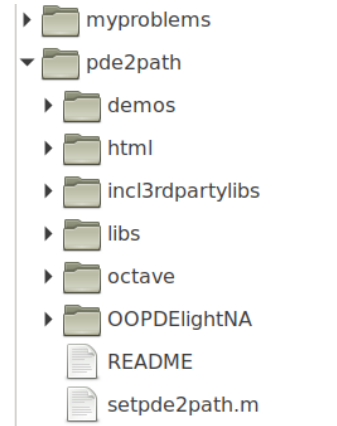 myproblems
pde2path
demos
html
incl3rdpartylibs
libs
octave
OOPDElightNA
README
setpde2path.m